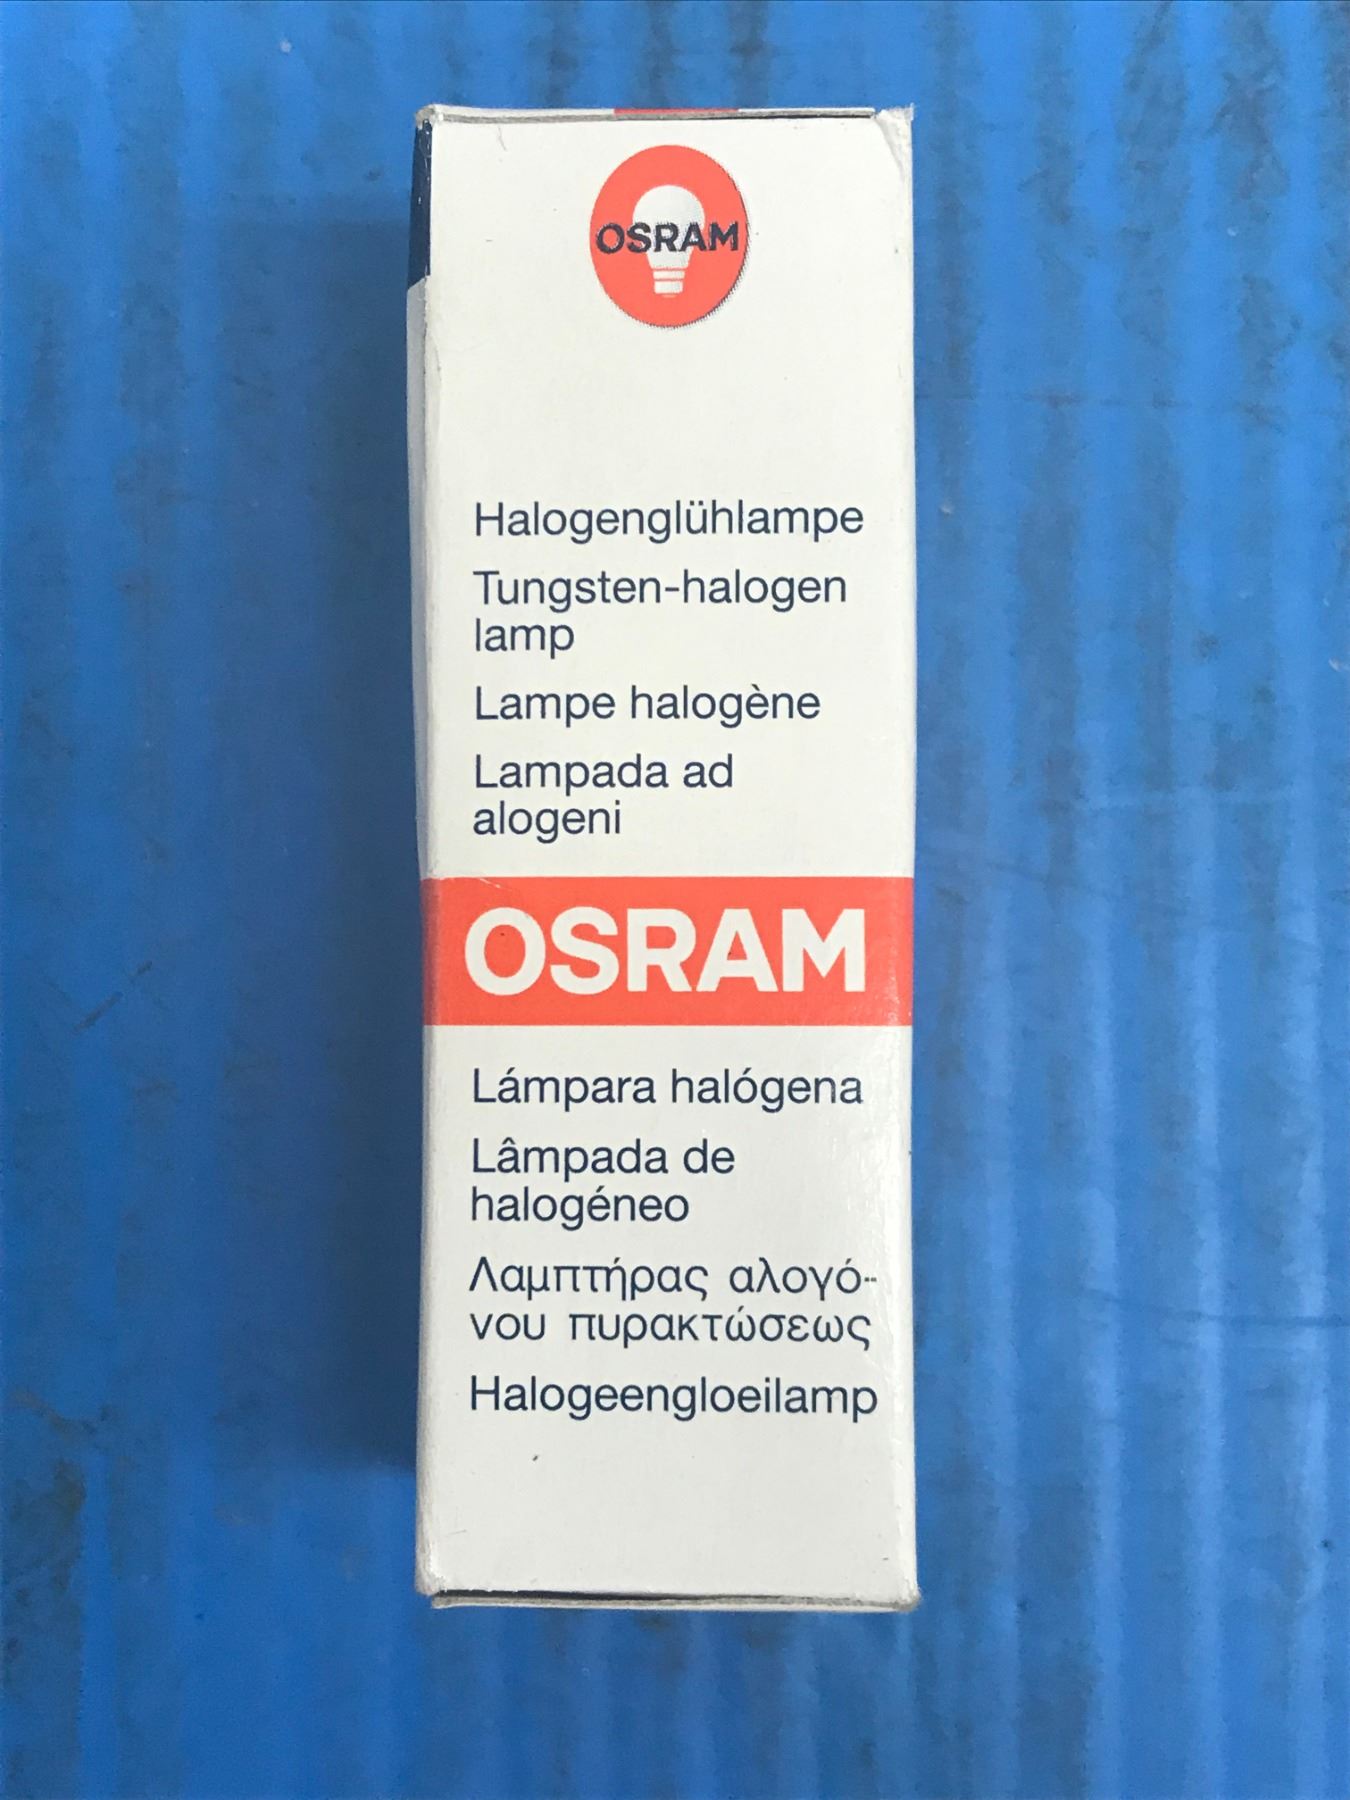 OSRAM
Halogenglühlampe
Tungsten-halogen
lamp
Lampe halogène
Lampada ad
alogeni
OSRAM
Lámpara halógena
Lâmpada de
halogéneo
Λαμπτήρας αλογό-
νου πυρακτώσεως
Halogeengloeilamp